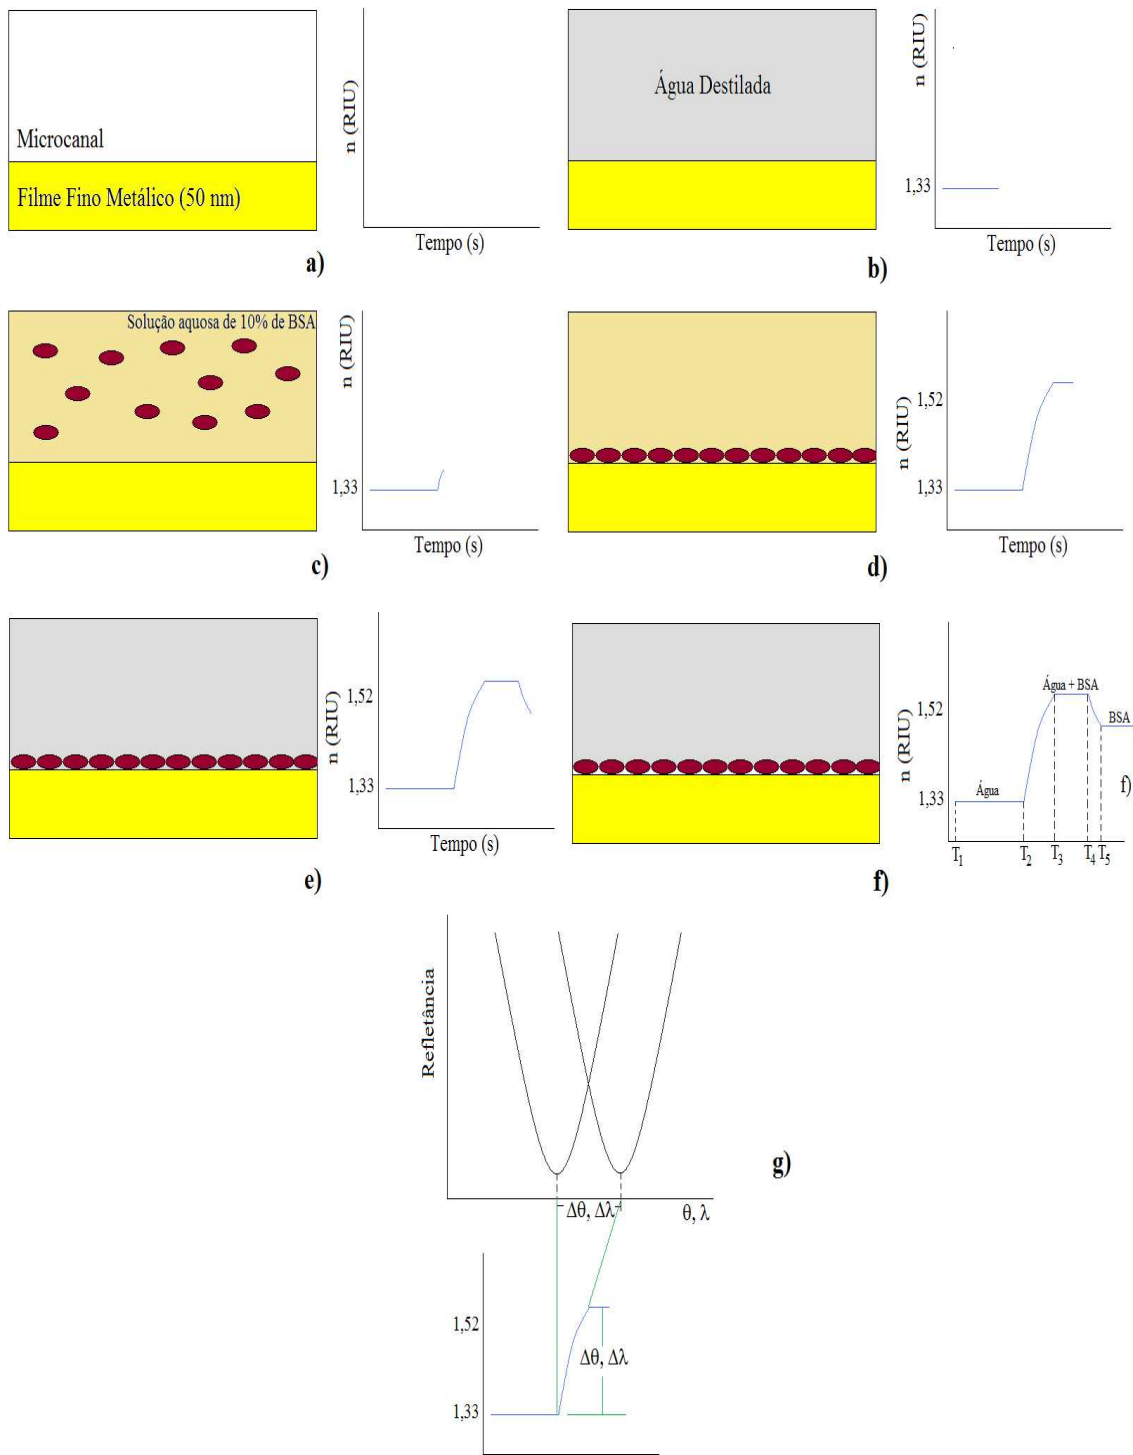 Microcanal
Filme Fino Metálico (50 nm)
n (RIU)
Tempo (s)
a)
Água Destilada
n (RIU)
1,33
Tempo (s)
b)
Solução aquosa de 10% de BSA
n (RIU)
1,33
Tempo (s)
c)
n (RIU)
1,52
1,33
Tempo (s)
d)
n (RIU)
1,52
1,33
Tempo (s)
e)
n (RIU)
1,52
1,33
Água
Água + BSA
BSA
T1
T2
T3
T4
T5
f)
f)
Refletância
Δθ, Δλ
θ, λ
g)
1,52
Δθ, Δλ
1,33